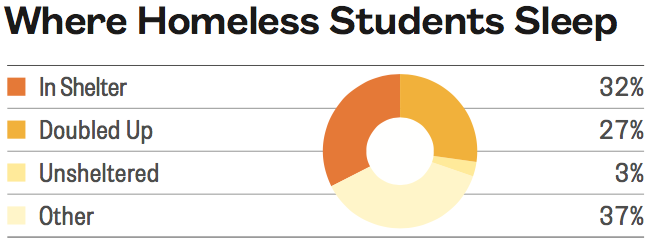 Where Homeless Students Sleep
In Shelter 32%
Doubled Up 27%
Unsheltered 3%
Other 37%